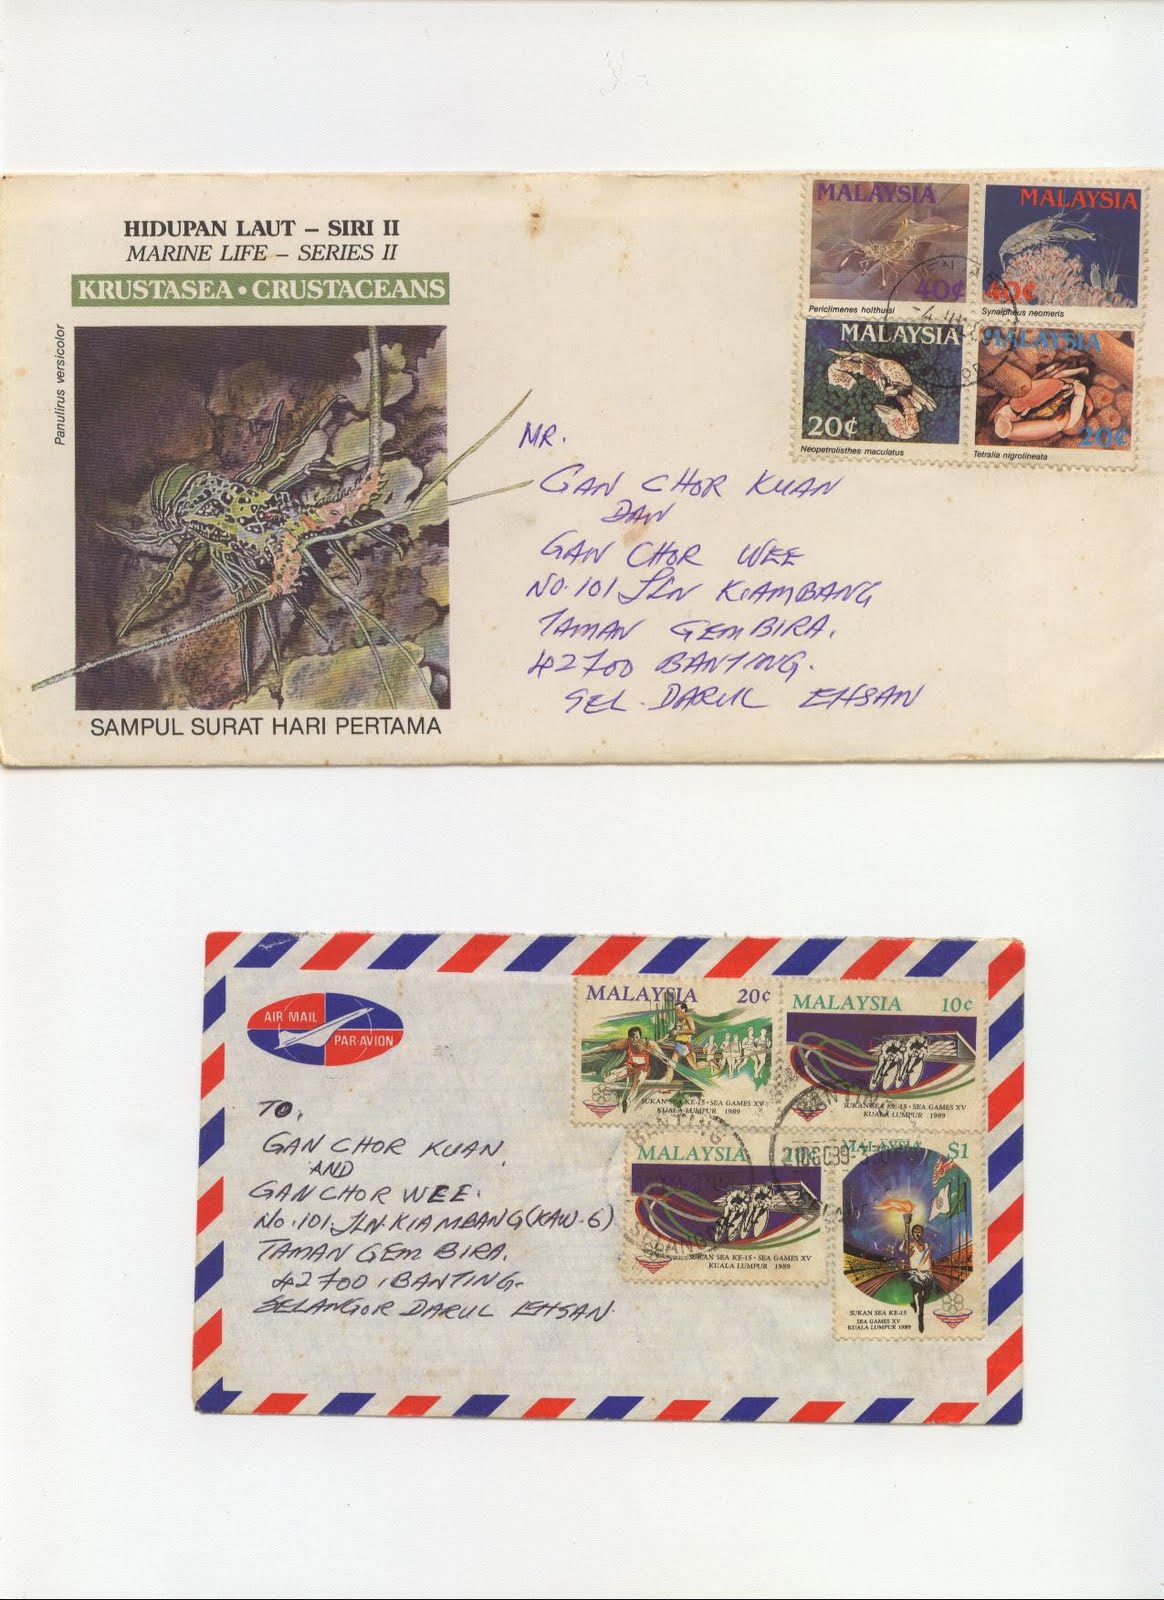 HIDUPAN LAUT – SIRI II
MARINE LIFE – SERIES II
KRUSTASEA • CRUSTACEANS
Panulirus versicolor
SAMPUL SURAT HARI PERTAMA
MALAYSIA
40¢
Periclimenes holthuisi
MALAYSIA
40¢
Synalpheus neomeris
MALAYSIA
20¢
Neopetrolisthes maculatus
MALAYSIA
20¢
Tetralia nigrolineata
MR.
GAN CHOR KUAN
DAN
GAN CHOR WEE
NO.101 JLN KIAMBANG
TAMAN GEMBIRA.
42700 BANTING.
SEL. DARUL EHSAN
AIR MAIL
PAR AVION
TO,
GAN CHOR KUAN.
AND
GAN CHOR WEE.
NO.101. JLN. KIAMBANG (KAW. 6)
TAMAN GEMBIRA.
42700, BANTING.
SELANGOR DARUL EHSAN.
MALAYSIA 20¢
SUKAN SEA KE-15 • SEA GAMES XV
KUALA LUMPUR 1989
MALAYSIA 10¢
SUKAN SEA KE-15 • SEA GAMES XV
KUALA LUMPUR 1989
MALAYSIA 10¢
SUKAN SEA KE-15 • SEA GAMES XV
KUALA LUMPUR 1989
MALAYSIA $1
SUKAN SEA KE-15
SEA GAMES XV
KUALA LUMPUR 1989
BANTING
BANTING